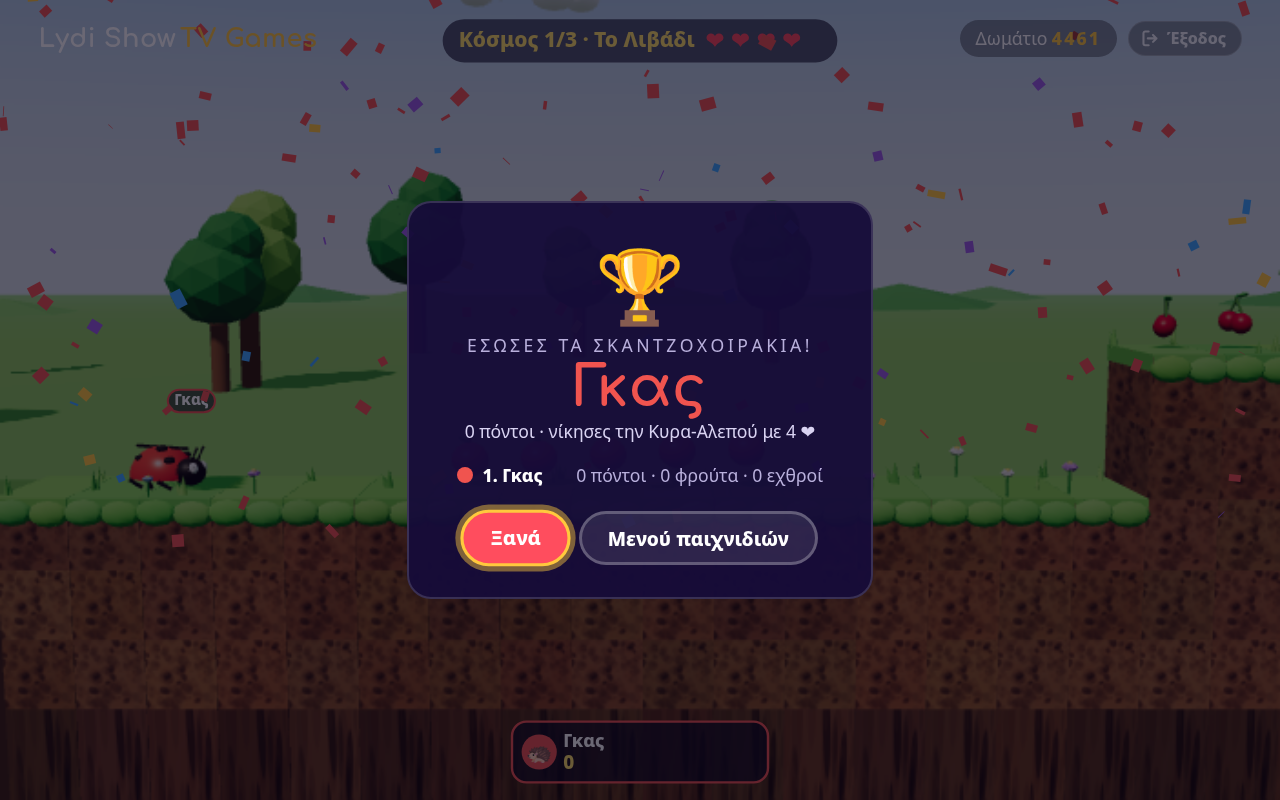 Lydi Show TV Games
Κόσμος 1/3 · Το Λιβάδι ❤ ❤ ❤ ❤
Δωμάτιο 4461
Έξοδος
Γκας
ΕΣΩΣΕΣ ΤΑ ΣΚΑΝΤΖΟΧΟΙΡΑΚΙΑ!
Γκας
0 πόντοι · νίκησες την Κυρα-Αλεπού με 4 ❤
1. Γκας 0 πόντοι · 0 φρούτα · 0 εχθροί
Ξανά
Μενού παιχνιδιών
Γκας
0